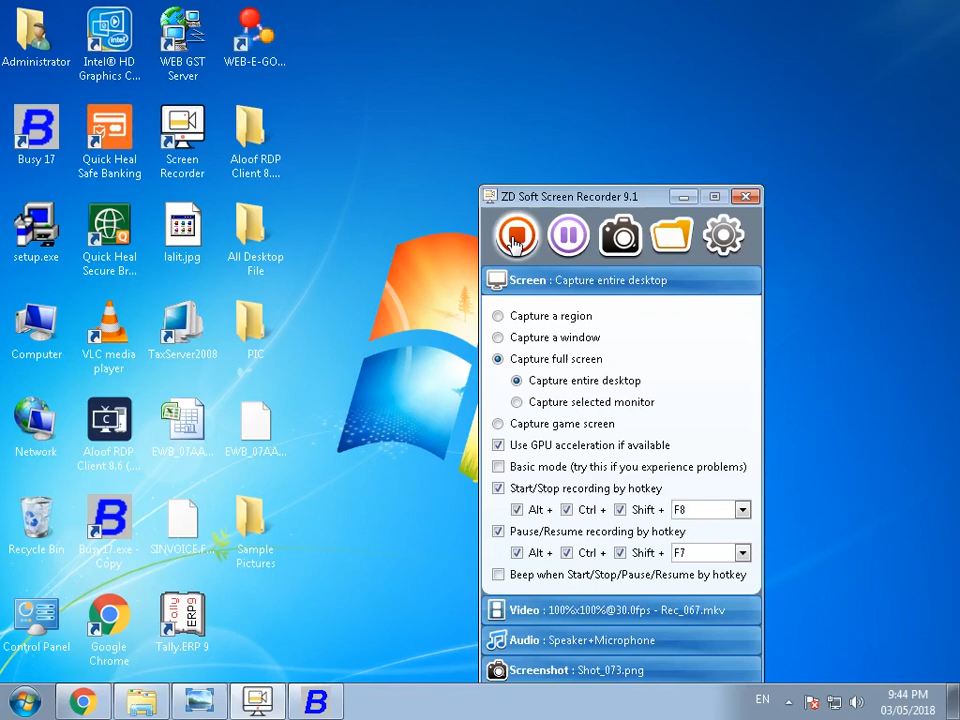 Administrator
Intel® HD
Graphics C...
WEB GST
Server
WEB-E-GO...
Busy 17
Quick Heal
Safe Banking
Screen
Recorder
Aloof RDP
Client 8....
setup.exe
Quick Heal
Secure Br...
lalit.jpg
All Desktop
File
Computer
VLC media
player
TaxServer2008
PIC
Network
Aloof RDP
Client 8.6 (...
EWB_07AA...
EWB_07AA...
Recycle Bin
Busy17.exe -
Copy
SINVOICE.F...
Sample
Pictures
Control Panel
Google
Chrome
Tally.ERP 9
Tally
ERP9
ZD Soft Screen Recorder 9.1
Screen : Capture entire desktop
Capture a region
Capture a window
Capture full screen
Capture entire desktop
Capture selected monitor
Capture game screen
Use GPU acceleration if available
Basic mode (try this if you experience problems)
Start/Stop recording by hotkey
Alt + Ctrl + Shift + F8
Pause/Resume recording by hotkey
Alt + Ctrl + Shift + F7
Beep when Start/Stop/Pause/Resume by hotkey
Video : 100%x100%@30.0fps - Rec_067.mkv
Audio : Speaker+Microphone
Screenshot : Shot_073.png
EN
9:44 PM
03/05/2018